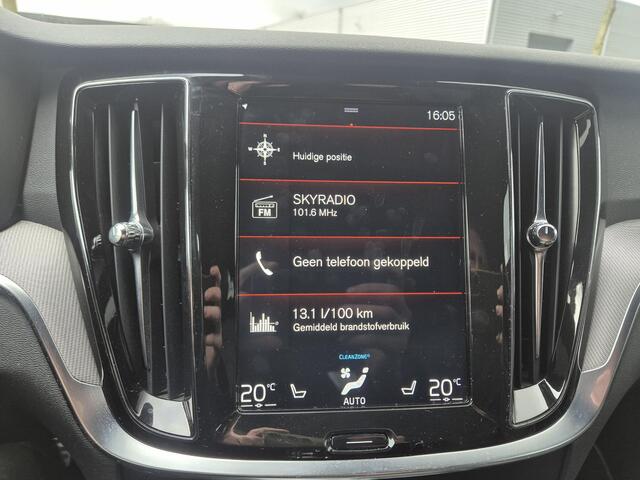 16:05
Huidige positie
SKYRADIO
FM
101.6 MHz
Geen telefoon gekoppeld
13.1 l/100 km
Gemiddeld brandstofverbruik
CLEANZONE®
20°C
AUTO
20°C